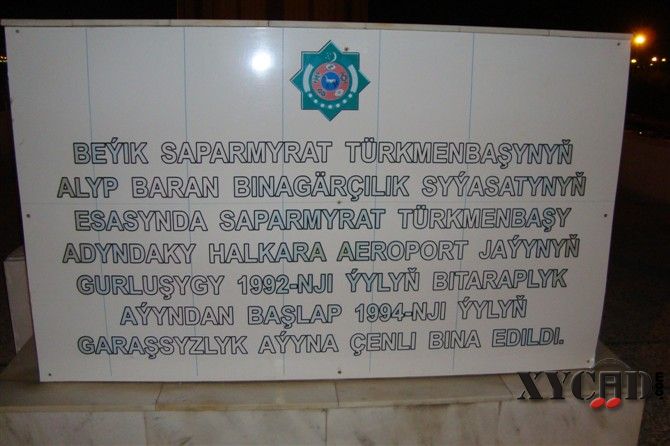 BEÝIK SAPARMYRAT TÜRKMENBAŞYNYŇ
ALYP BARAN BINAGÄRÇILIK SYÝASATYNYŇ
ESASYNDA SAPARMYRAT TÜRKMENBAŞY
ADYNDAKY HALKARA AEROPORT JAÝYNYŇ
GURLUŞYGY 1992-NJI ÝYLYŇ BITARAPLYK
AÝYNDAN BAŞLAP 1994-NJI ÝYLYŇ
GARAŞSYZLYK AÝYNA ÇENLI BINA EDILDI.
XYCAD